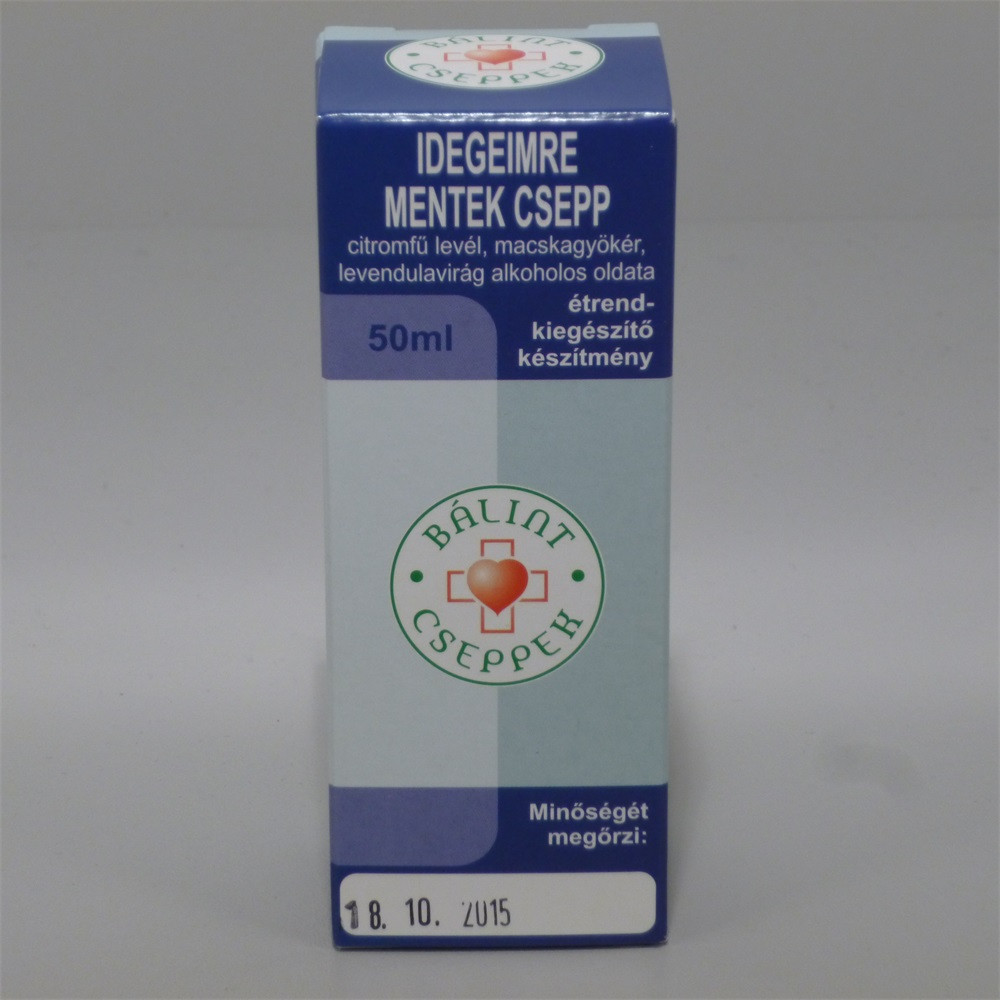 BÁLINT
CSEPPEK
IDEGEIMRE
MENTEK CSEPP
citromfű levél, macskagyökér,
levendulavirág alkoholos oldata
étrend-
kiegészítő
készítmény
50ml
BÁLINT
CSEPPEK
Minőségét
megőrzi:
18. 10. 2015